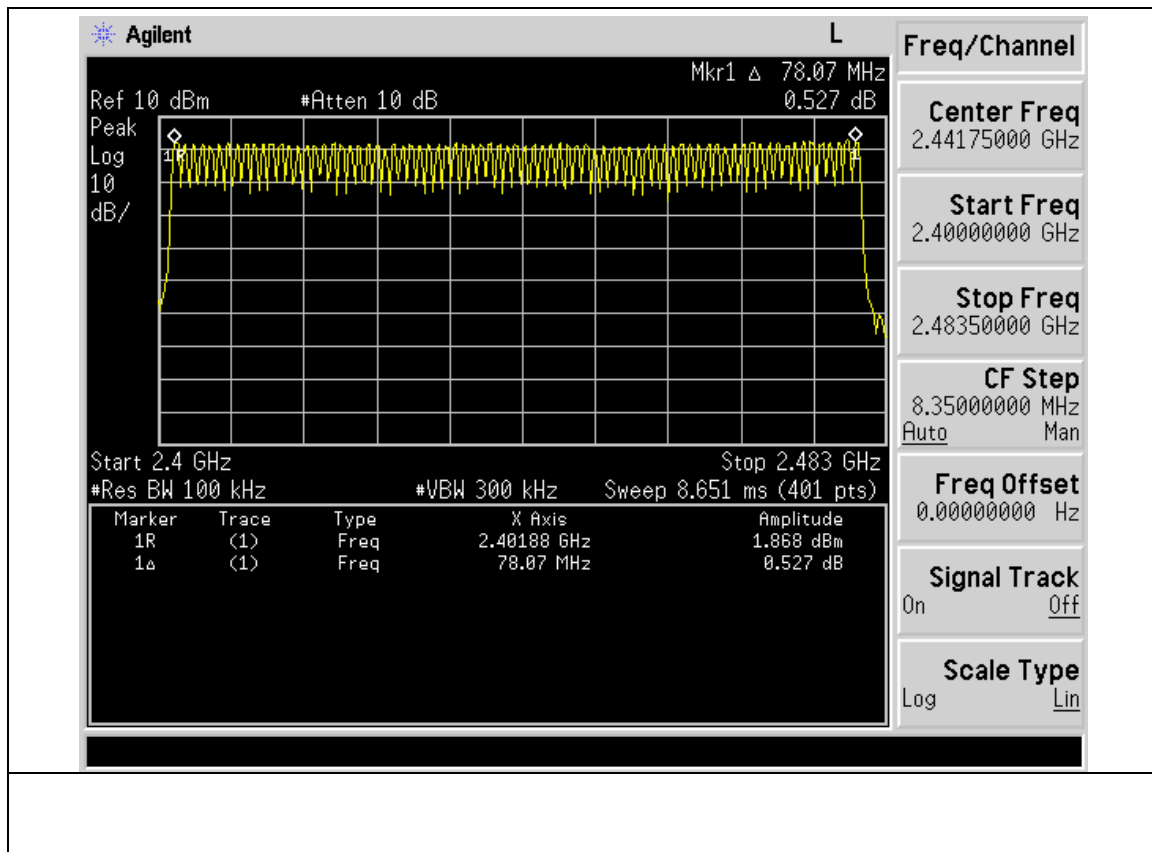 Agilent L
Mkr1 Δ 78.07 MHz
Ref 10 dBm #Atten 10 dB 0.527 dB
Peak
Log
10
dB/
1R
1
Start 2.4 GHz Stop 2.483 GHz
#Res BW 100 kHz #VBW 300 kHz Sweep 8.651 ms (401 pts)
Marker Trace Type X Axis Amplitude
1R (1) Freq 2.40188 GHz 1.868 dBm
1Δ (1) Freq 78.07 MHz 0.527 dB
Freq/Channel
Center Freq
2.44175000 GHz
Start Freq
2.40000000 GHz
Stop Freq
2.48350000 GHz
CF Step
8.35000000 MHz
Auto Man
Freq Offset
0.00000000 Hz
Signal Track
On Off
Scale Type
Log Lin